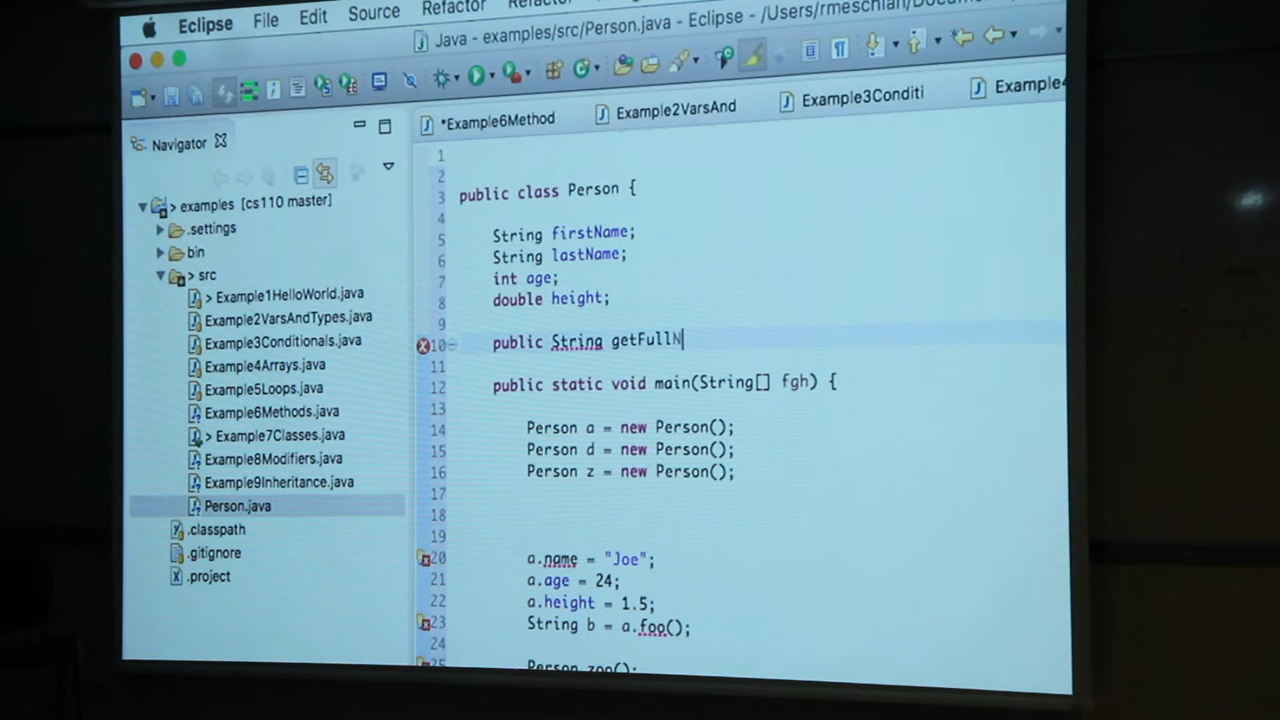 Eclipse File Edit Source Refactor
Java - examples/src/Person.java - Eclipse - /Users/rmeschian/
Navigator
*Example6Method
Example2VarsAnd
Example3Conditi
Example4
> examples [cs110 master]
.settings
bin
> src
> Example1HelloWorld.java
Example2VarsAndTypes.java
Example3Conditionals.java
Example4Arrays.java
Example5Loops.java
Example6Methods.java
> Example7Classes.java
Example8Modifiers.java
Example9Inheritance.java
Person.java
.classpath
.gitignore
.project
1
2
3 public class Person {
4
5 String firstName;
6 String lastName;
7 int age;
8 double height;
9
10 public String getFullN
11
12 public static void main(String[] fgh) {
13
14 Person a = new Person();
15 Person d = new Person();
16 Person z = new Person();
17
18
19
20 a.name = "Joe";
21 a.age = 24;
22 a.height = 1.5;
23 String b = a.foo();
24
25 Person zoo();